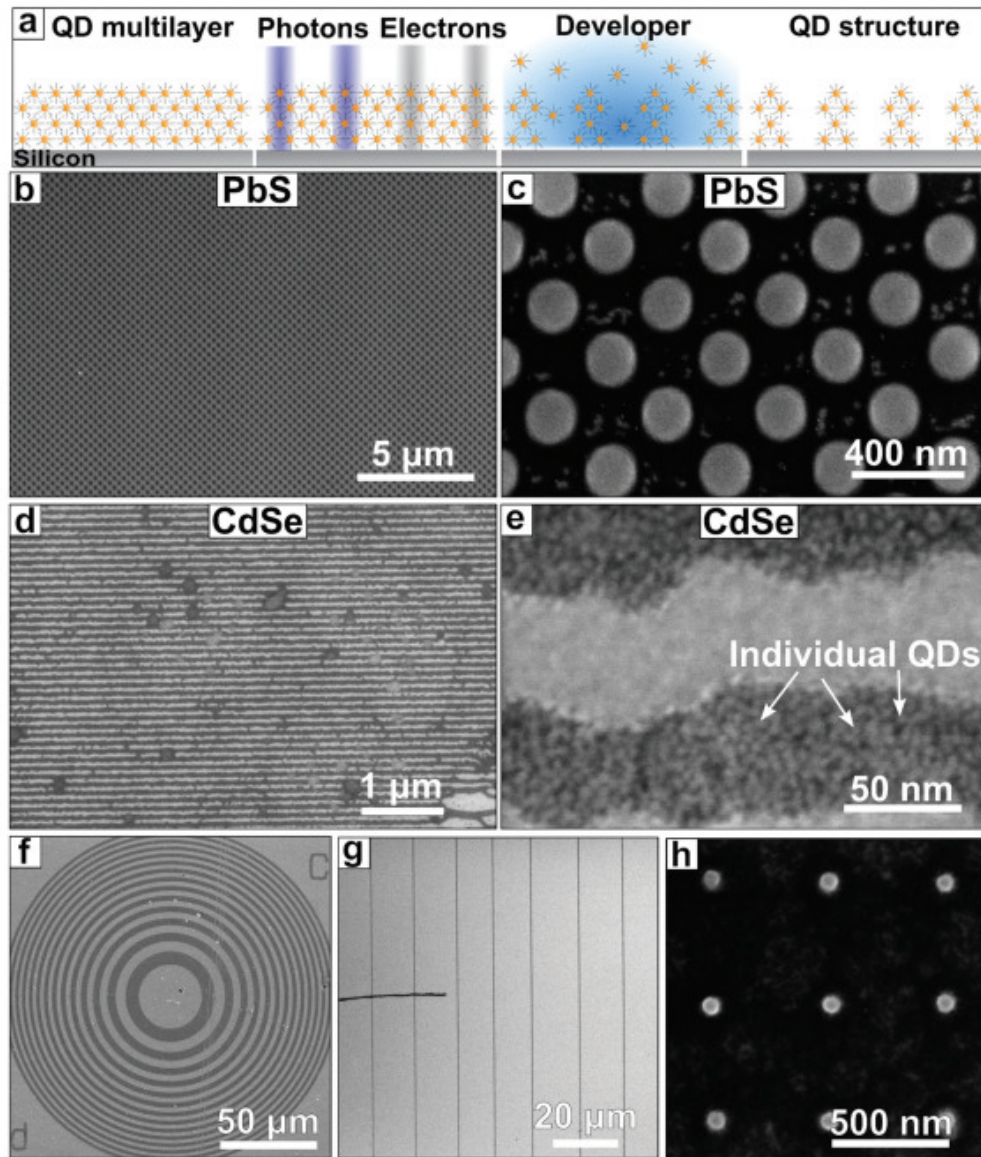 a QD multilayer Photons Electrons Developer QD structure
Silicon
b PbS c PbS
5 µm 400 nm
d CdSe e CdSe
Individual QDs
1 µm 50 nm
f g h
C
d
50 µm 20 µm 500 nm